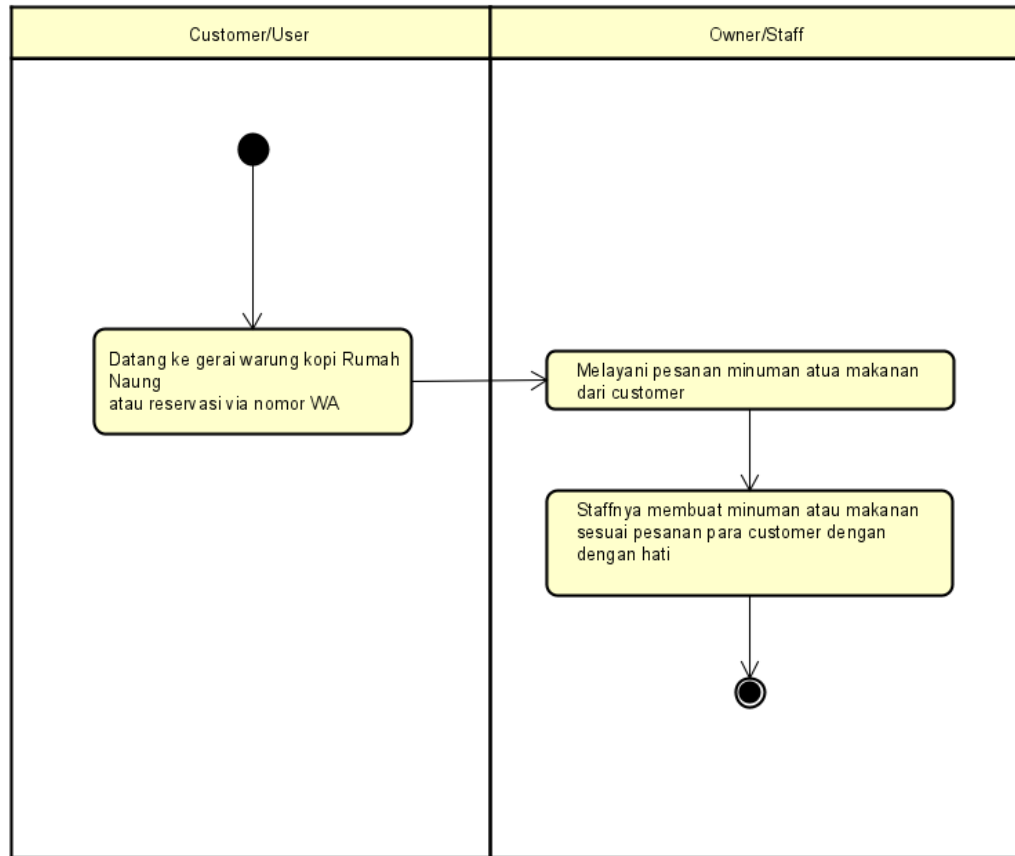 Customer/User
Owner/Staff
Datang ke gerai warung kopi Rumah
Naung
atau reservasi via nomor WA
Melayani pesanan minuman atua makanan
dari customer
Staffnya membuat minuman atau makanan
sesuai pesanan para customer dengan
dengan hati